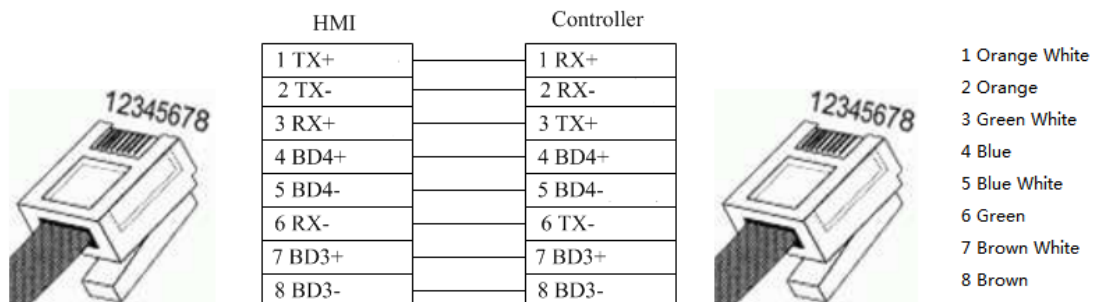 HMI
Controller
1 TX+
1 RX+
1 Orange White
2 TX-
2 RX-
2 Orange
12345678
12345678
3 RX+
3 TX+
3 Green White
4 BD4+
4 BD4+
4 Blue
5 BD4-
5 BD4-
5 Blue White
6 RX-
6 TX-
6 Green
7 BD3+
7 BD3+
7 Brown White
8 BD3-
8 BD3-
8 Brown